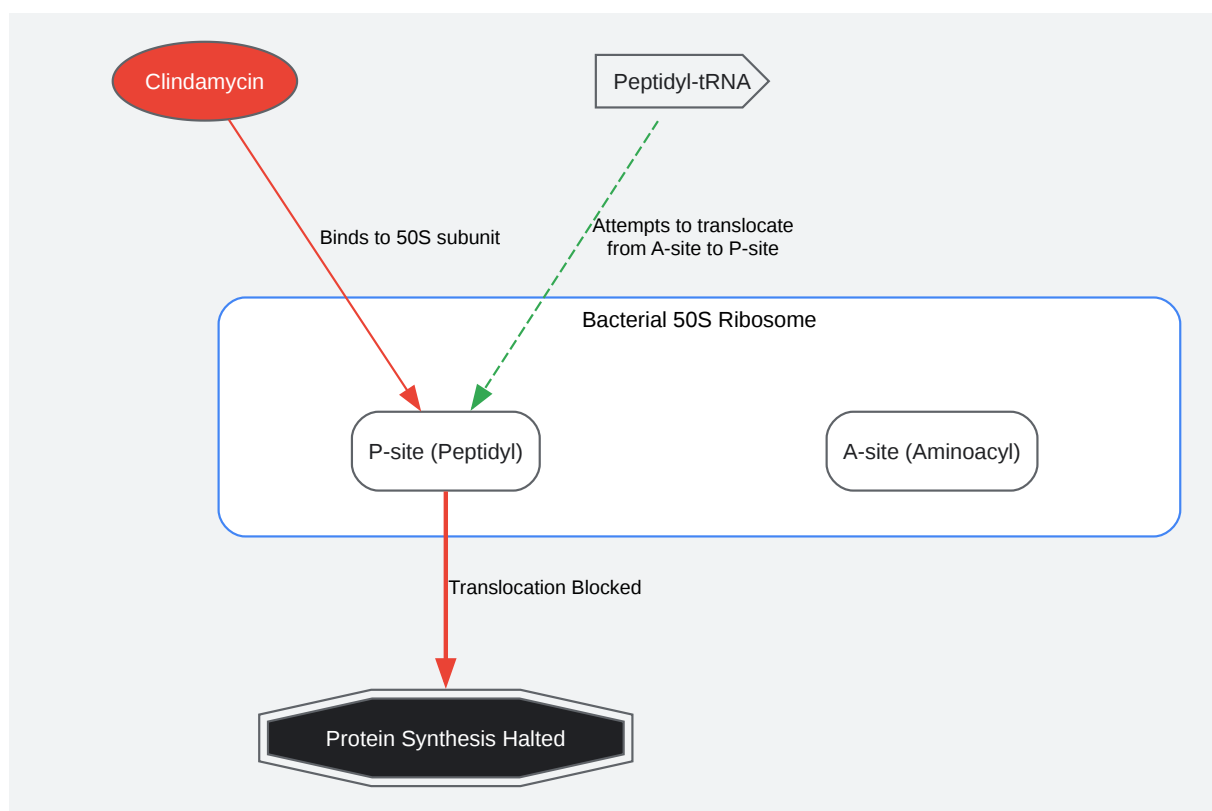 Clindamycin
Peptidyl-tRNA
Binds to 50S subunit
Attempts to translocate
from A-site to P-site
Bacterial 50S Ribosome
P-site (Peptidyl)
A-site (Aminoacyl)
Translocation Blocked
Protein Synthesis Halted